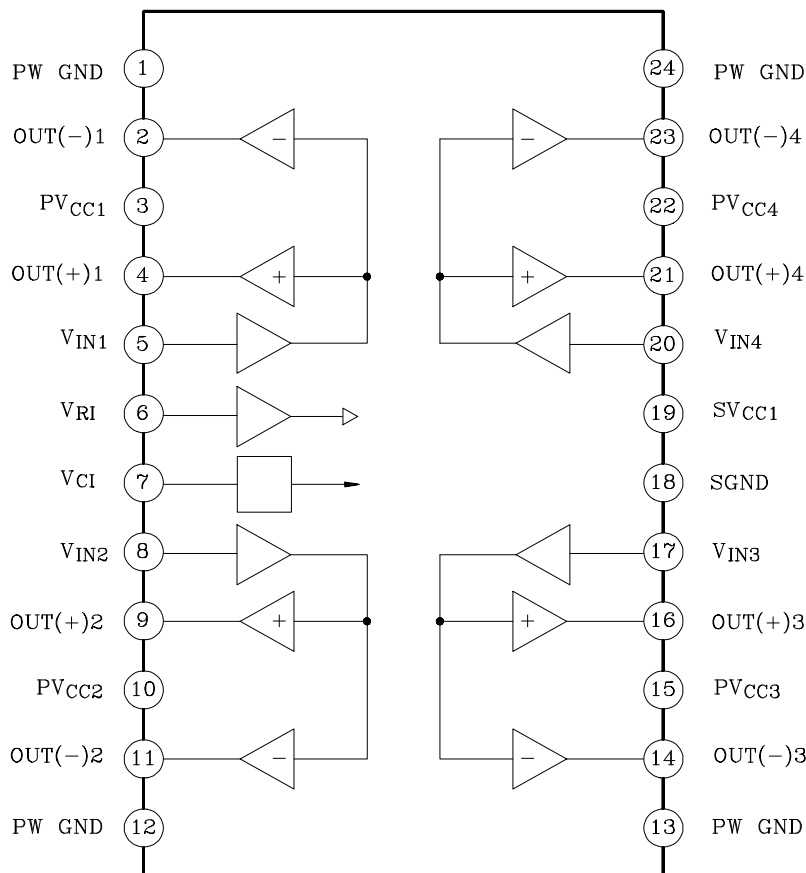 PW GND 1 24 PW GND
OUT(−)1 2 − − 23 OUT(−)4
PVCC1 3 22 PVCC4
OUT(+)1 4 + + 21 OUT(+)4
VIN1 5 20 VIN4
VRI 6 19 SVCC1
VCI 7 18 SGND
VIN2 8 17 VIN3
OUT(+)2 9 + + 16 OUT(+)3
PVCC2 10 15 PVCC3
OUT(−)2 11 − − 14 OUT(−)3
PW GND 12 13 PW GND